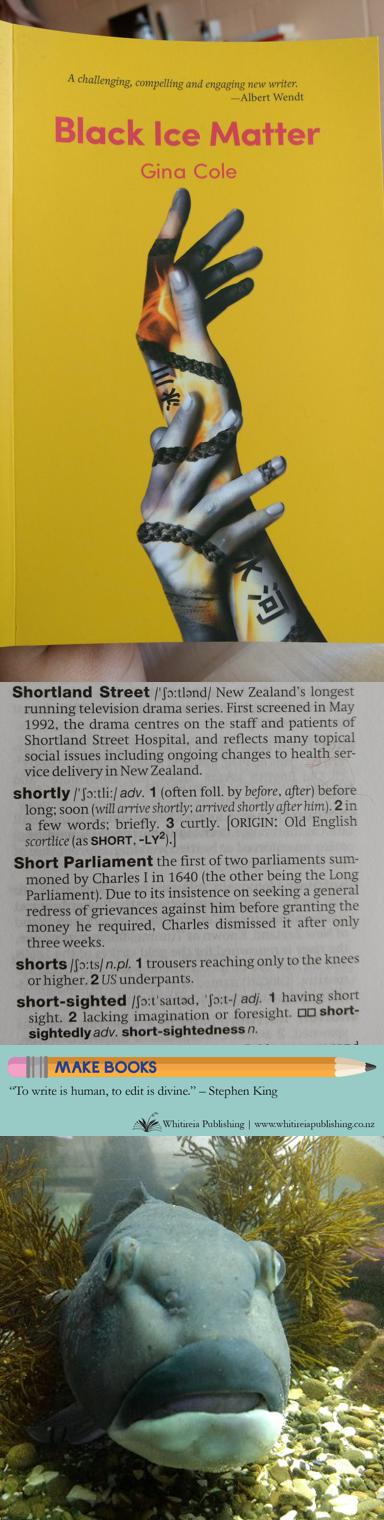 A challenging, compelling and engaging new writer.
—Albert Wendt
Black Ice Matter
Gina Cole
河
Shortland Street /ˈʃɔːtlənd/ New Zealand's longest
running television drama series. First screened in May
1992, the drama centres on the staff and patients of
Shortland Street Hospital, and reflects many topical
social issues including ongoing changes to health ser-
vice delivery in New Zealand.
shortly /ˈʃɔːtliː/ adv. 1 (often foll. by before, after) before
long; soon (will arrive shortly; arrived shortly after him). 2 in
a few words; briefly. 3 curtly. [ORIGIN: Old English
scortlice (as SHORT, -LY²).]
Short Parliament the first of two parliaments sum-
moned by Charles I in 1640 (the other being the Long
Parliament). Due to its insistence on seeking a general
redress of grievances against him before granting the
money he required, Charles dismissed it after only
three weeks.
shorts /ʃɔːts/ n.pl. 1 trousers reaching only to the knees
or higher. 2 US underpants.
short-sighted /ʃɔːtˈsaɪtəd, ˈʃɔːt-/ adj. 1 having short
sight. 2 lacking imagination or foresight. □□ short-
sightedly adv. short-sightedness n.
MAKE BOOKS
“To write is human, to edit is divine.” – Stephen King
Whitireia Publishing | www.whitireiapublishing.co.nz